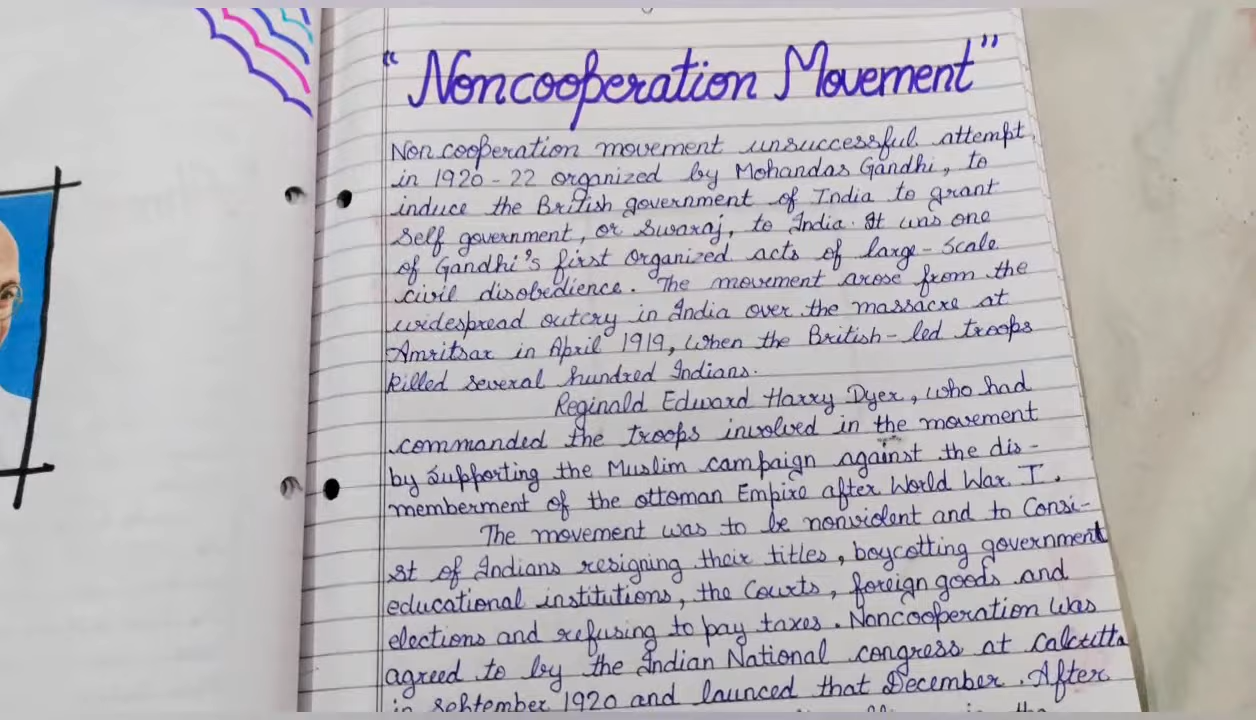 "Noncooperation Movement"
Non cooperation movement unsuccessful attempt
in 1920-22 organized by Mohandas Gandhi, to
induce the British government of India to grant
self government, or Swaraj, to India. It was one
of Gandhi's first organized acts of large-scale
civil disobedience. The movement arose from the
widespread outcry in India over the massacre at
Amritsar in April 1919, when the British-led troops
killed several hundred Indians.
Reginald Edward Harry Dyer, who had
commanded the troops involved in the movement
by supporting the Muslim campaign against the dis-
memberment of the ottoman Empire after World War I.
The movement was to be nonviolent and to Consi-
st of Indians resigning their titles, boycotting government
educational institutions, the Courts, foreign goods and
elections and refusing to pay taxes. Noncooperation was
agreed to by the Indian National congress at Calcutta
in September 1920 and launced that December. After
the